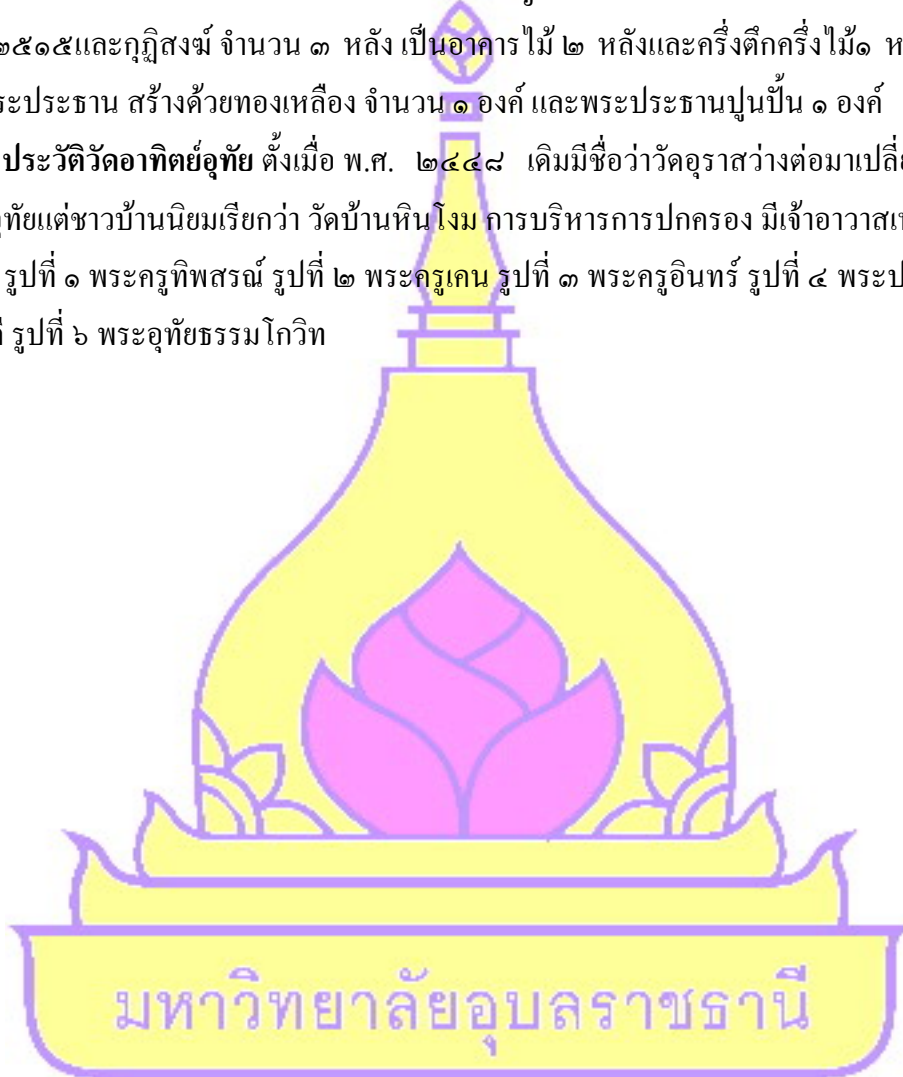 ๒๕๑๕และกุฏิสงฆ์ จำนวน ๓ หลัง เป็นอาคารไม้ ๒ หลังและครึ่งตึกครึ่งไม้๑
ระประธาน สร้างด้วยทองเหลือง จำนวน ๑ องค์ และพระประธานปูนปั้น ๑ องค์
ประวัติวัดอาทิตย์อุทัย ตั้งเมื่อ พ.ศ. ๒๔๔๘ เดิมมีชื่อว่าวัดอุราสว่างต่อมาเปลี่
ุทัยแต่ชาวบ้านนิยมเรียกว่า วัดบ้านหินโงม การบริหารการปกครอง มีเจ้าอาวาสเ
รูปที่ ๑ พระครูทิพสรณ์ รูปที่ ๒ พระครูเคน รูปที่ ๓ พระครูอินทร์ รูปที่ ๔ พระป
รูปที่ ๖ พระอุทัยธรรมโกวิท
มหาวิทยาลัยอุบลราชธานี